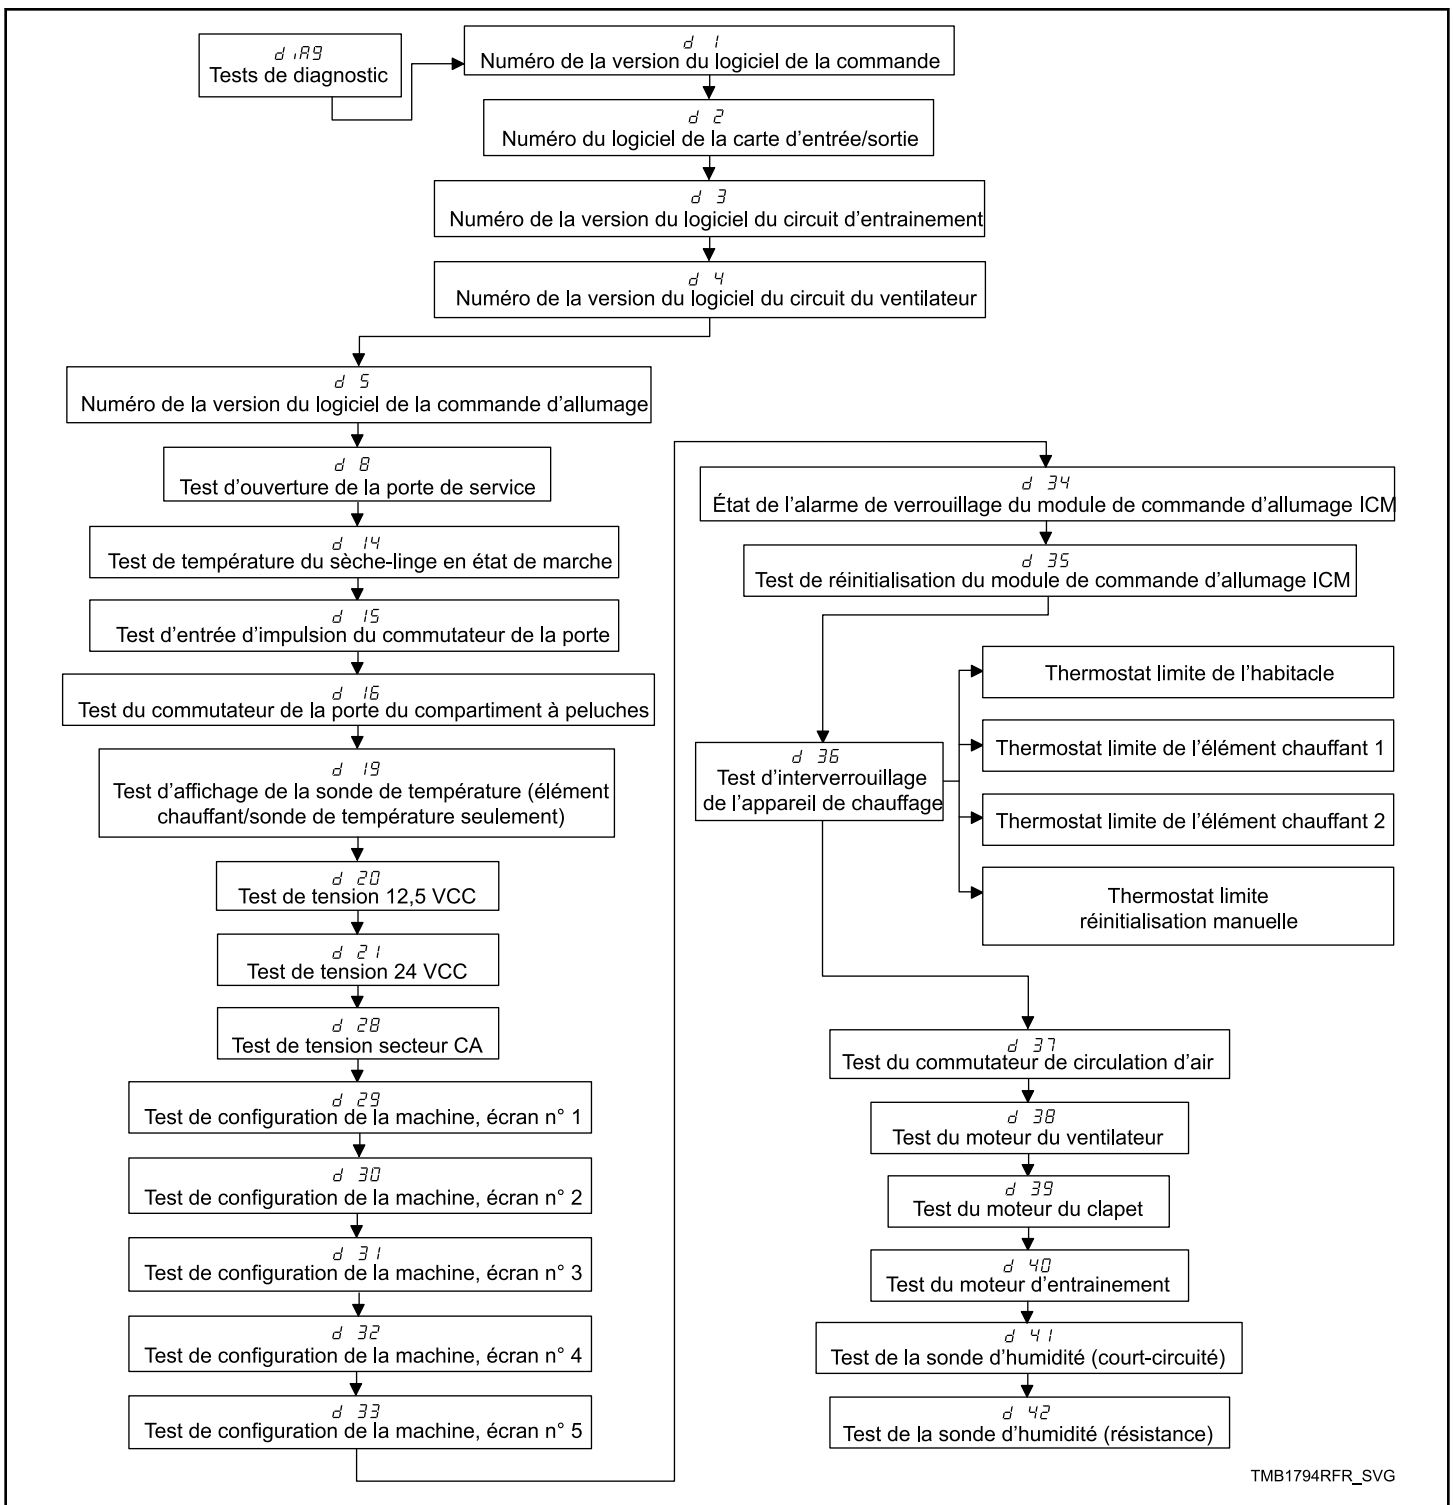 diAg
Tests de diagnostic
d 1
Numéro de la version du logiciel de la commande
d 2
Numéro du logiciel de la carte d'entrée/sortie
d 3
Numéro de la version du logiciel du circuit d'entrainement
d 4
Numéro de la version du logiciel du circuit du ventilateur
d 5
Numéro de la version du logiciel de la commande d'allumage
d 8
Test d'ouverture de la porte de service
d 14
Test de température du sèche-linge en état de marche
d 15
Test d'entrée d'impulsion du commutateur de la porte
d 16
Test du commutateur de la porte du compartiment à peluches
d 19
Test d'affichage de la sonde de température (élément
chauffant/sonde de température seulement)
d 20
Test de tension 12,5 VCC
d 21
Test de tension 24 VCC
d 28
Test de tension secteur CA
d 29
Test de configuration de la machine, écran n° 1
d 30
Test de configuration de la machine, écran n° 2
d 31
Test de configuration de la machine, écran n° 3
d 32
Test de configuration de la machine, écran n° 4
d 33
Test de configuration de la machine, écran n° 5
d 34
État de l'alarme de verrouillage du module de commande d'allumage ICM
d 35
Test de réinitialisation du module de commande d'allumage ICM
d 36
Test d'interverrouillage
de l'appareil de chauffage
Thermostat limite de l'habitacle
Thermostat limite de l'élément chauffant 1
Thermostat limite de l'élément chauffant 2
Thermostat limite
réinitialisation manuelle
d 37
Test du commutateur de circulation d'air
d 38
Test du moteur du ventilateur
d 39
Test du moteur du clapet
d 40
Test du moteur d'entrainement
d 41
Test de la sonde d'humidité (court-circuité)
d 42
Test de la sonde d'humidité (résistance)
TMB1794RFR_SVG